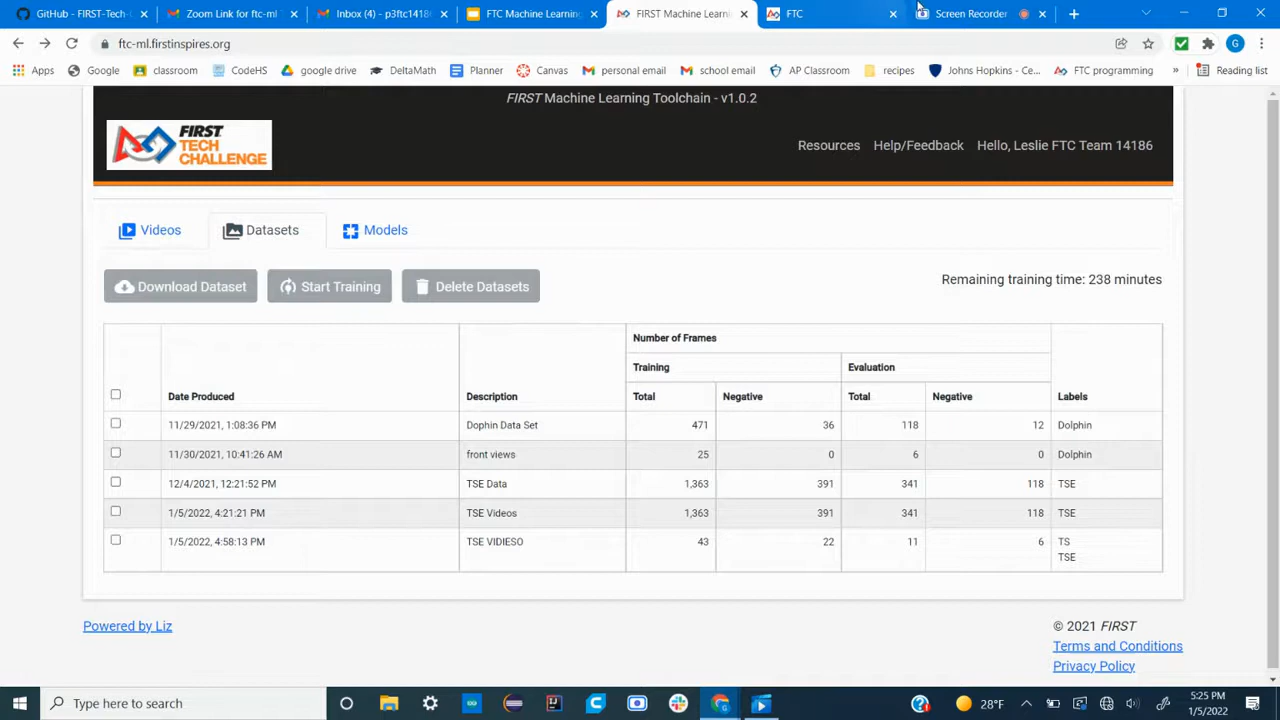 GitHub - FIRST-Tech-C
Zoom Link for ftc-ml
Inbox (4) - p3ftc1418
FTC Machine Learning
FIRST Machine Learni
FTC
Screen Recorder
ftc-ml.firstinspires.org
G
Apps
Google
classroom
CodeHS
google drive
DeltaMath
Planner
Canvas
personal email
school email
AP Classroom
recipes
Johns Hopkins - Ce...
FTC programming
»
Reading list
FIRST Machine Learning Toolchain - v1.0.2
FIRST
TECH
CHALLENGE
Resources
Help/Feedback
Hello, Leslie FTC Team 14186
Videos
Datasets
Models
Download Dataset
Start Training
Delete Datasets
Remaining training time: 238 minutes
Number of Frames
Training
Evaluation
Date Produced
Description
Total
Negative
Total
Negative
Labels
11/29/2021, 1:08:36 PM
Dophin Data Set
471
36
118
12
Dolphin
11/30/2021, 10:41:26 AM
front views
25
0
6
0
Dolphin
12/4/2021, 12:21:52 PM
TSE Data
1,363
391
341
118
TSE
1/5/2022, 4:21:21 PM
TSE Videos
1,363
391
341
118
TSE
1/5/2022, 4:58:13 PM
TSE VIDIESO
43
22
11
6
TS
TSE
Powered by Liz
© 2021 FIRST
Terms and Conditions
Privacy Policy
Type here to search
28°F
5:25 PM
1/5/2022